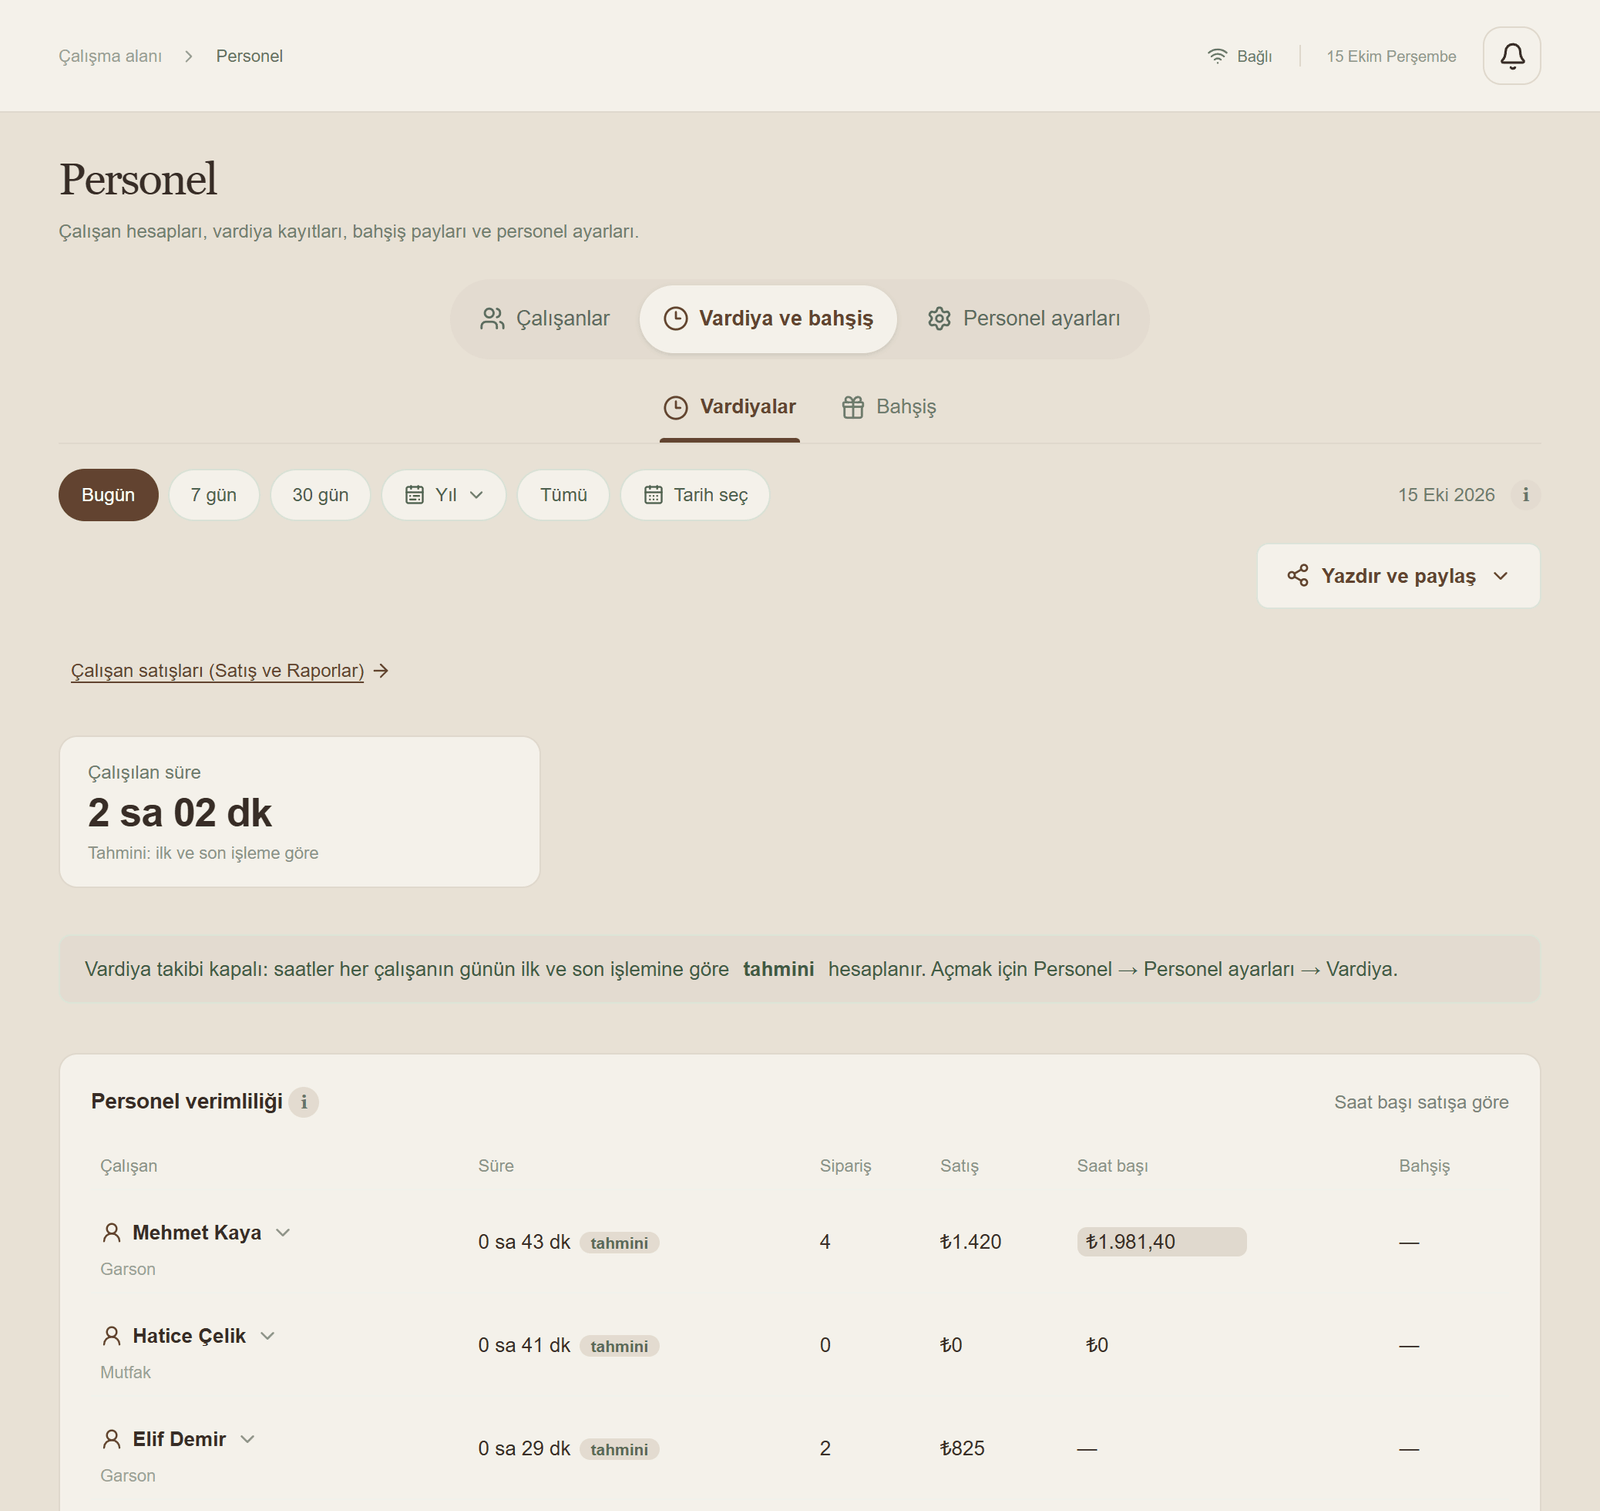 Çalışma alanı > Personel
Bağlı 15 Ekim Perşembe
Personel
Çalışan hesapları, vardiya kayıtları, bahşiş payları ve personel ayarları.
Çalışanlar Vardiya ve bahşiş Personel ayarları
Vardiyalar Bahşiş
Bugün 7 gün 30 gün Yıl Tümü Tarih seç 15 Eki 2026 i
Yazdır ve paylaş
Çalışan satışları (Satış ve Raporlar) →
Çalışılan süre
2 sa 02 dk
Tahmini: ilk ve son işleme göre
Vardiya takibi kapalı: saatler her çalışanın günün ilk ve son işlemine göre tahmini hesaplanır. Açmak için Personel → Personel ayarları → Vardiya.
Personel verimliliği i Saat başı satışa göre
Çalışan Süre Sipariş Satış Saat başı Bahşiş
Mehmet Kaya 0 sa 43 dk tahmini 4 ₺1.420 ₺1.981,40 —
Garson
Hatice Çelik 0 sa 41 dk tahmini 0 ₺0 ₺0 —
Mutfak
Elif Demir 0 sa 29 dk tahmini 2 ₺825 — —
Garson